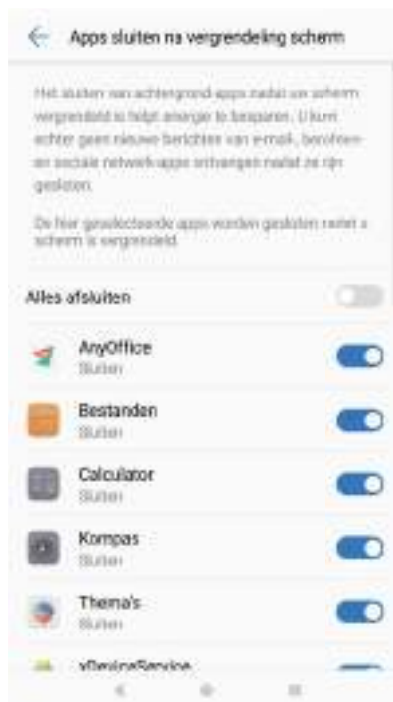 Apps sluiten na vergrendeling scherm
Het sluiten van achtergrond-apps nadat uw scherm
vergrendeld is helpt energie te besparen. U kunt
echter geen nieuwe berichten van e-mail, berichten-
en sociale netwerk-apps ontvangen nadat ze zijn
gesloten.
De hier geselecteerde apps worden gesloten nadat
scherm is vergrendeld.
Alles afsluiten
AnyOffice
Sluiten
Bestanden
Sluiten
Calculator
Sluiten
Kompas
Sluiten
Thema's
Sluiten
xDeviceService